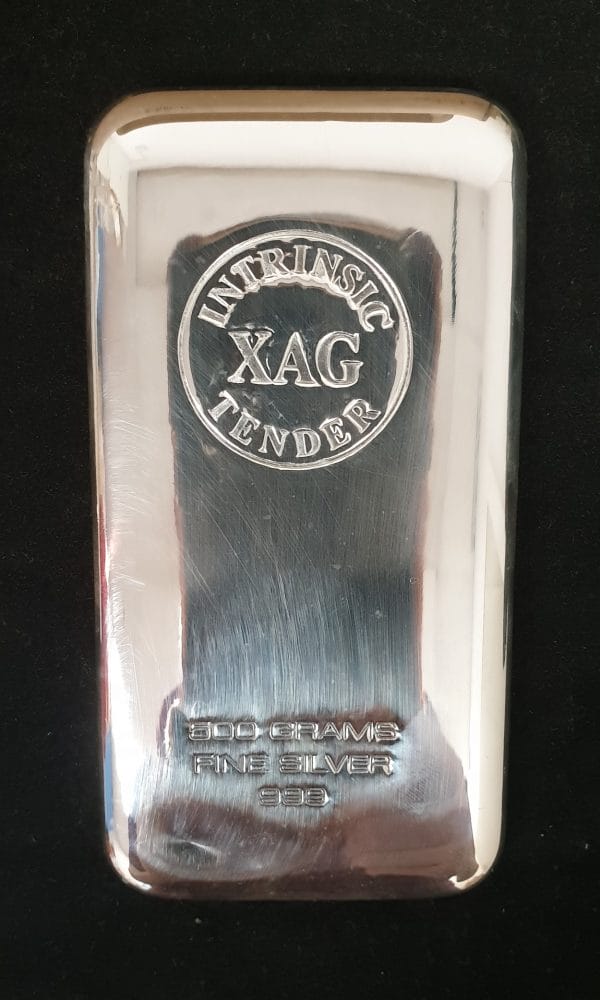 INTRINSIC
XAG
TENDER
500 GRAMS
FINE SILVER
999